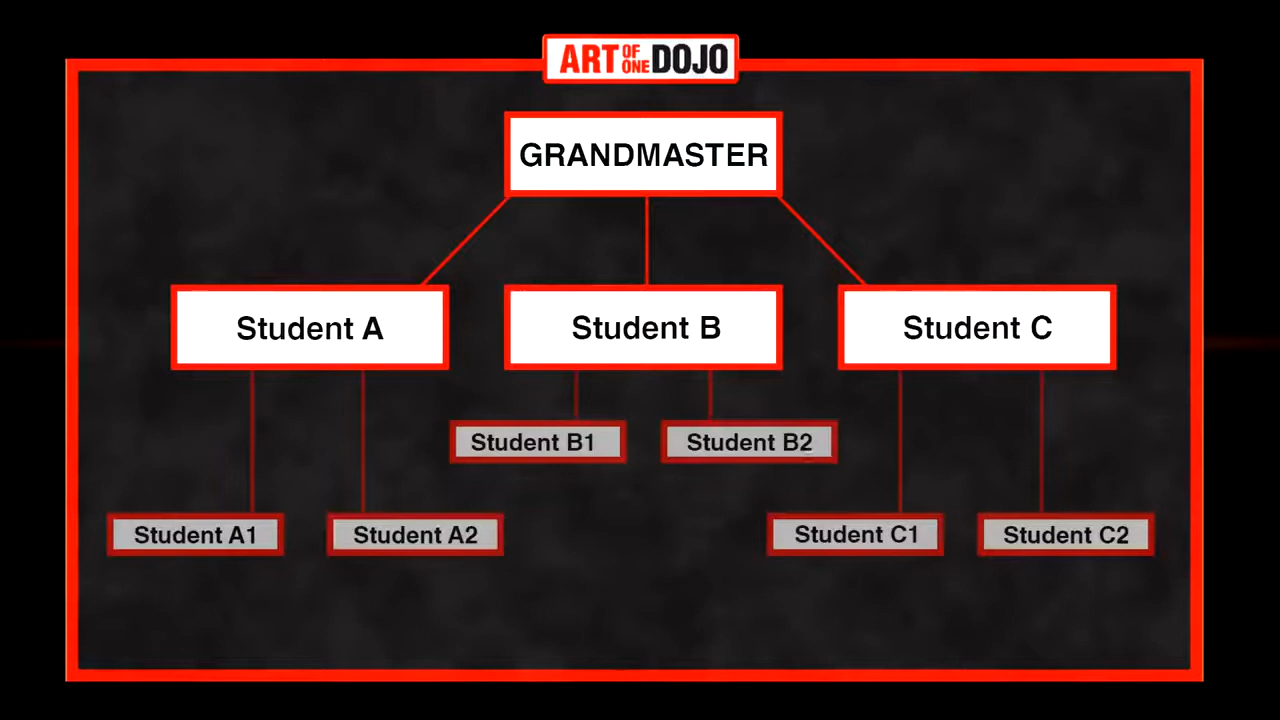 ART OF ONE DOJO
GRANDMASTER
Student A
Student B
Student C
Student B1
Student B2
Student A1
Student A2
Student C1
Student C2